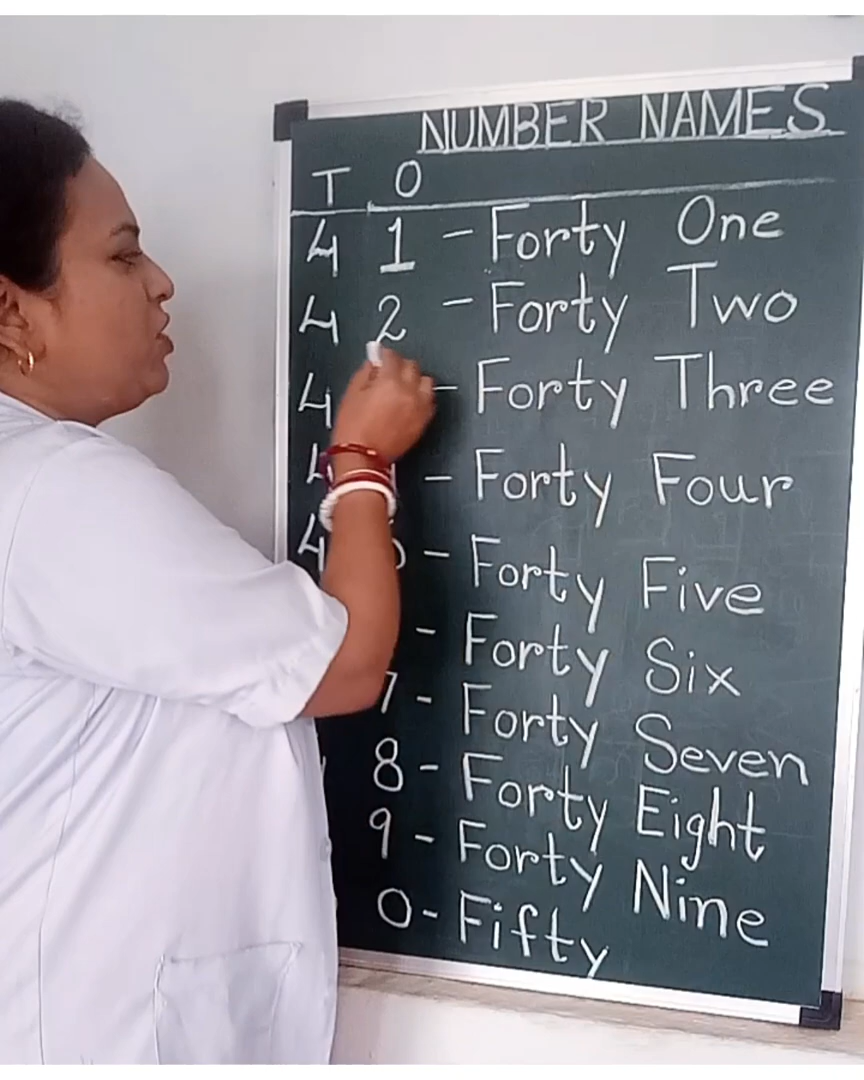 NUMBER NAMES
T O
4 1 - Forty One
4 2 - Forty Two
4 - Forty Three
4 - Forty Four
4 - Forty Five
- Forty Six
7 - Forty Seven
8 - Forty Eight
9 - Forty Nine
0 - Fifty